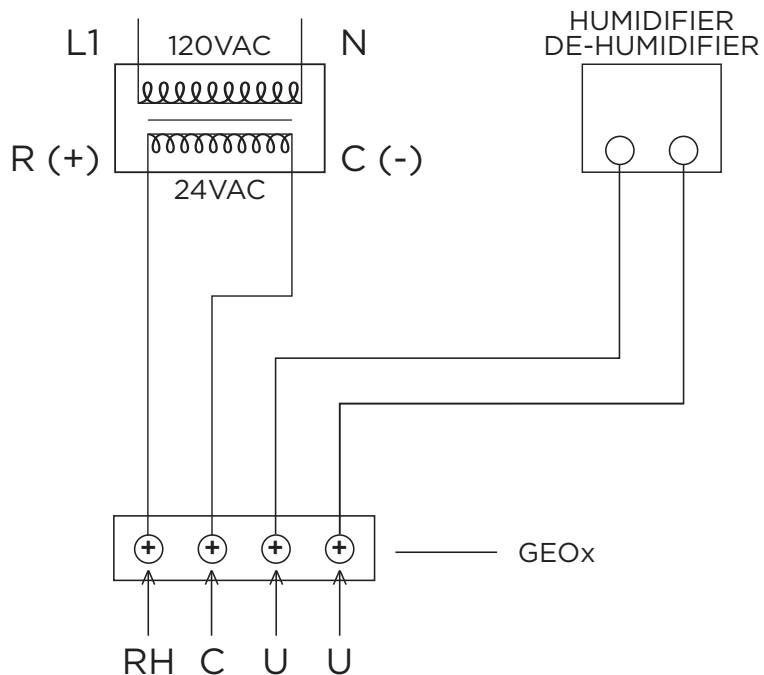 L1
120VAC
N
HUMIDIFIER
DE-HUMIDIFIER
R (+)
C (-)
24VAC
+ + + +
GEOx
RH C U U